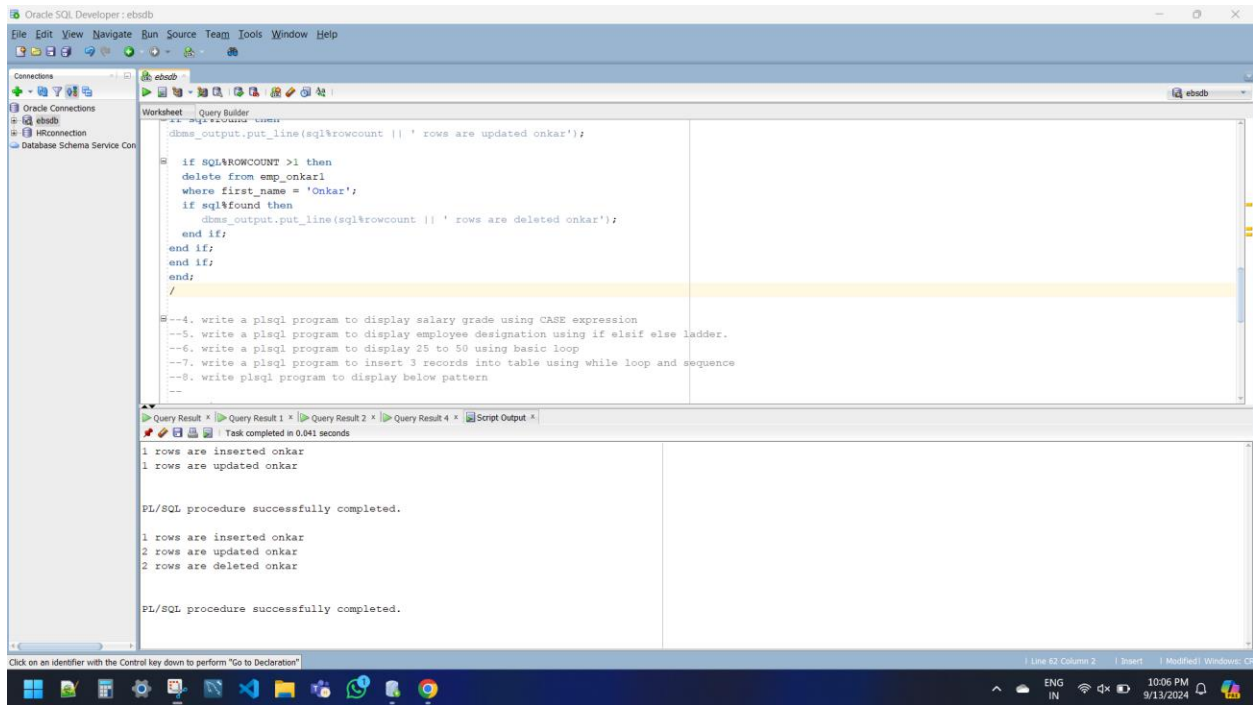 Oracle SQL Developer : ebsdb
File Edit View Navigate Run Source Team Tools Window Help
Connections
ebsdb
ebsdb
Oracle Connections
ebsdb
HRconnection
Database Schema Service Con
Worksheet Query Builder
if sql%found then
dbms_output.put_line(sql%rowcount || ' rows are updated onkar');
if SQL%ROWCOUNT >1 then
delete from emp_onkar1
where first_name = 'Onkar';
if sql%found then
dbms_output.put_line(sql%rowcount || ' rows are deleted onkar');
end if;
end if;
end if;
end;
/
--4. write a plsql program to display salary grade using CASE expression
--5. write a plsql program to display employee designation using if elsif else ladder.
--6. write a plsql program to display 25 to 50 using basic loop
--7. write a plsql program to insert 3 records into table using while loop and sequence
--8. write plsql program to display below pattern
--
Query Result × Query Result 1 × Query Result 2 × Query Result 4 × Script Output ×
Task completed in 0.041 seconds
1 rows are inserted onkar
1 rows are updated onkar
PL/SQL procedure successfully completed.
1 rows are inserted onkar
2 rows are updated onkar
2 rows are deleted onkar
PL/SQL procedure successfully completed.
Click on an identifier with the Control key down to perform "Go to Declaration"
Line 62 Column 2 | Insert | Modified | Windows: CF
ENG
IN
10:06 PM
9/13/2024